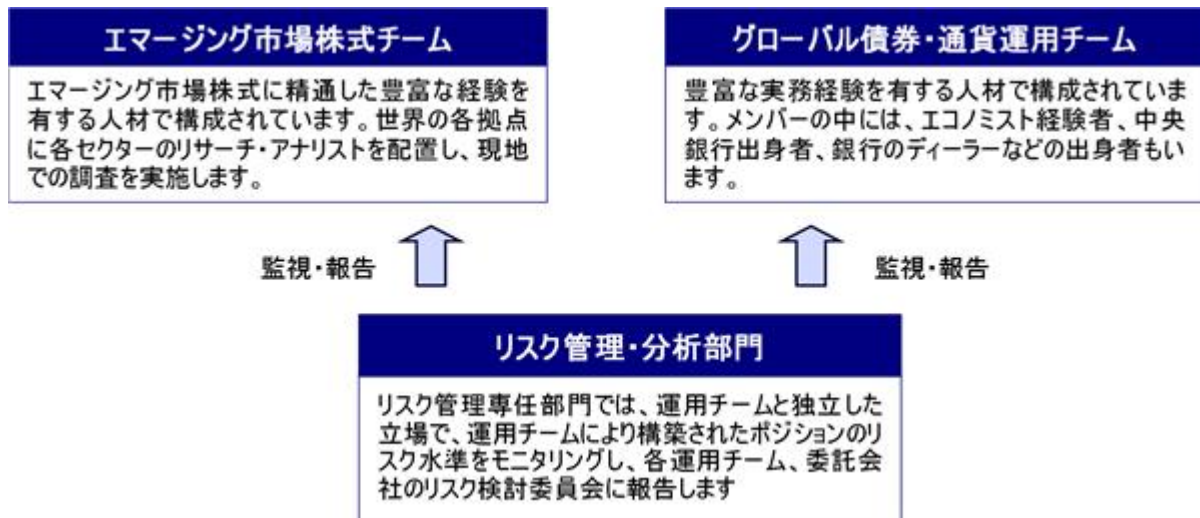 エマージング市場株式チーム
エマージング市場株式に精通した豊富な経験を
有する人材で構成されています。世界の各拠点
に各セクターのリサーチ・アナリストを配置し、現地
での調査を実施します。
グローバル債券・通貨運用チーム
豊富な実務経験を有する人材で構成されていま
す。メンバーの中には、エコノミスト経験者、中央
銀行出身者、銀行のディーラーなどの出身者もい
ます。
監視・報告
監視・報告
リスク管理・分析部門
リスク管理専任部門では、運用チームと独立した
立場で、運用チームにより構築されたポジションのリ
スク水準をモニタリングし、各運用チーム、委託会
社のリスク検討委員会に報告します